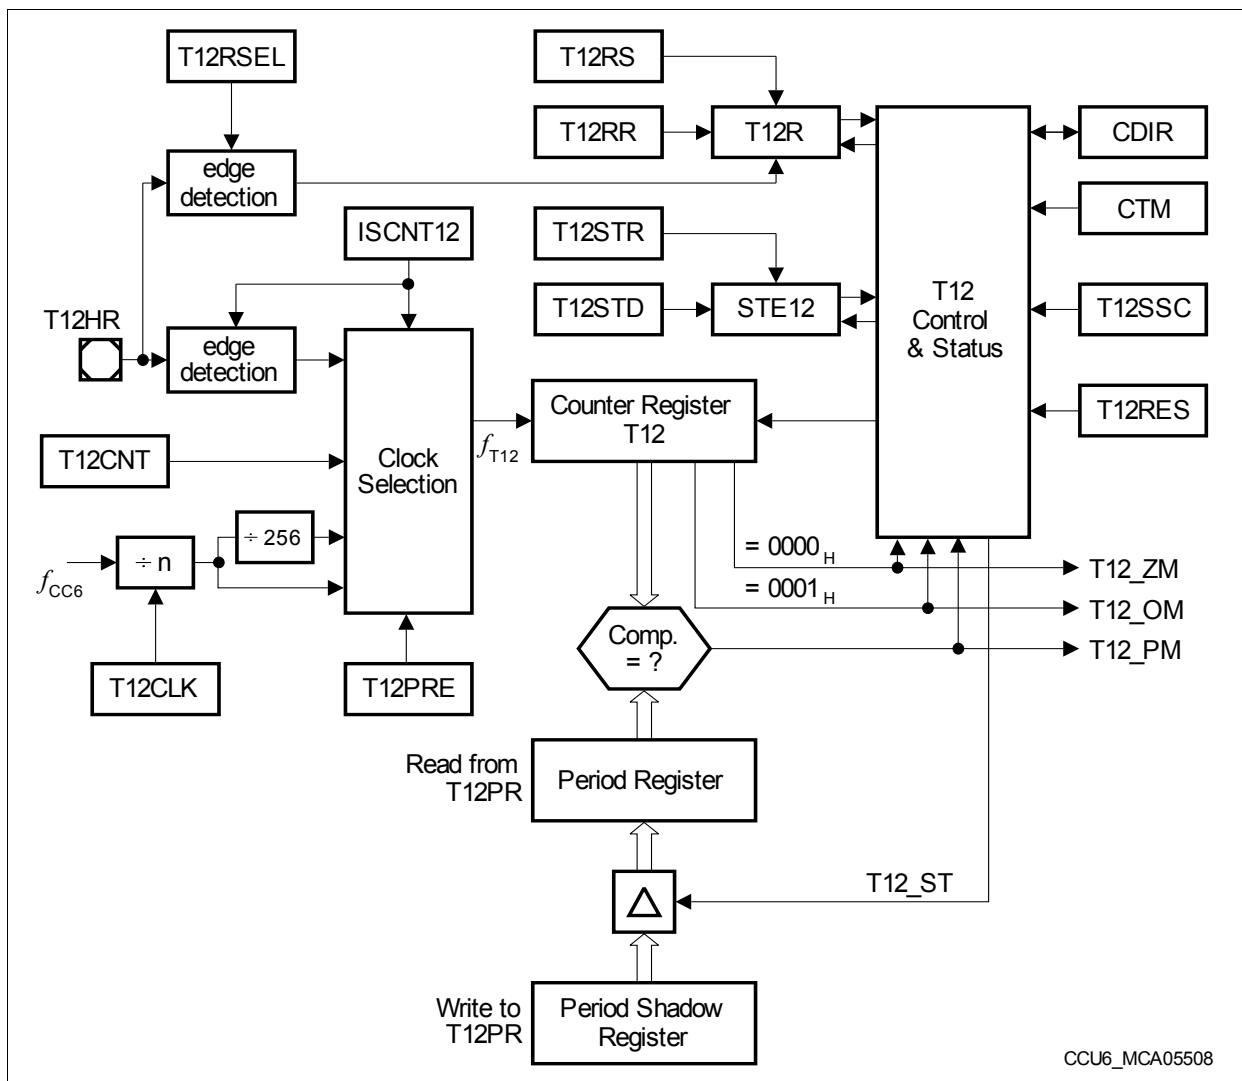 T12RSEL
T12RS
T12RR
T12R
CDIR
edge
detection
CTM
ISCNT12
T12STR
T12HR
T12STD
STE12
T12
Control
& Status
T12SSC
edge
detection
Counter Register
T12
T12RES
T12CNT
Clock
Selection
fT12
÷ 256
÷ n
fCC6
= 0000H
T12_ZM
= 0001H
T12_OM
Comp.
= ?
T12_PM
T12CLK
T12PRE
Read from
T12PR
Period Register
T12_ST
Write to
T12PR
Period Shadow
Register
CCU6_MCA05508